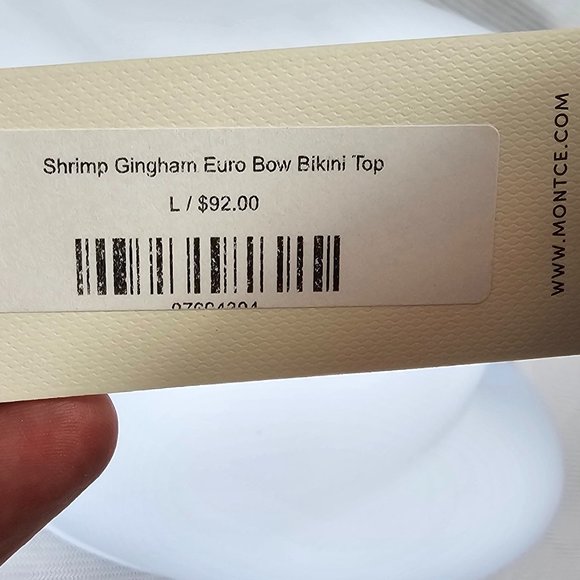 Shrimp Gingham Euro Bow Bikini Top
L / $92.00
WWW.MONTCE.COM